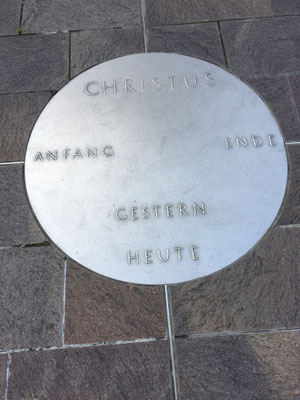 CHRISTUS
ANFANG ENDE
GESTERN
HEUTE